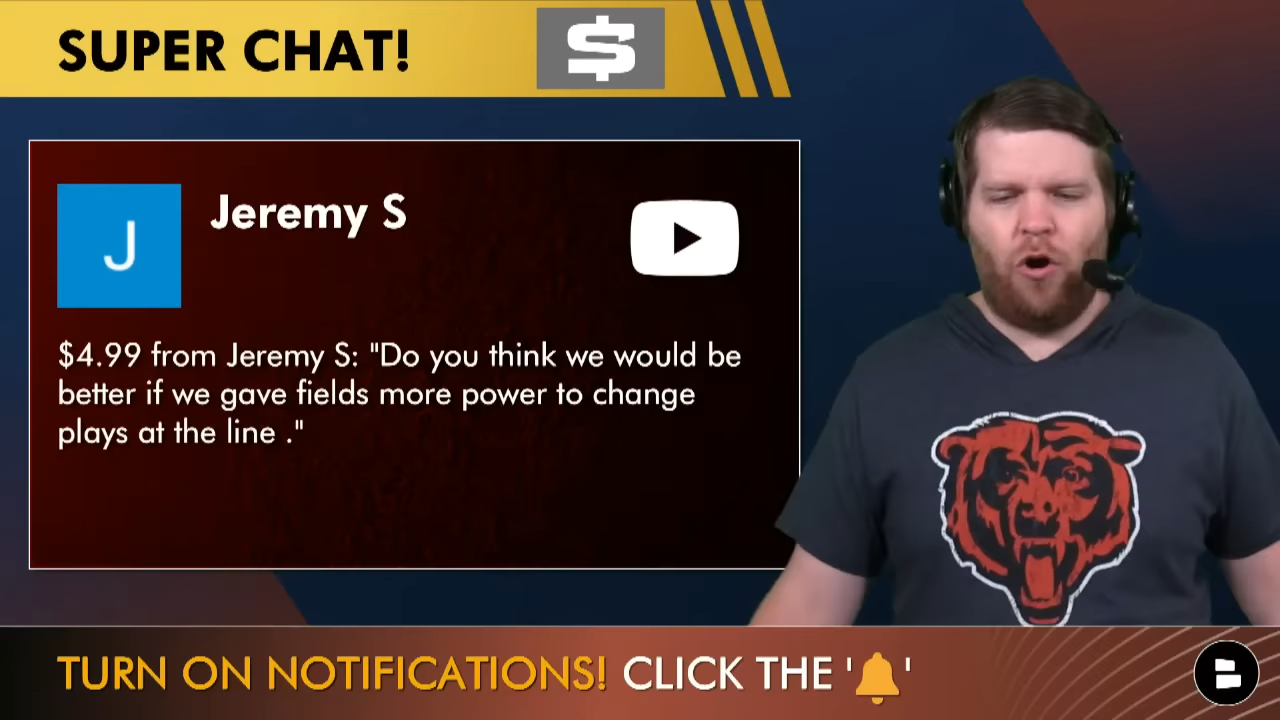 SUPER CHAT!
J
Jeremy S
$4.99 from Jeremy S: "Do you think we would be
better if we gave fields more power to change
plays at the line ."
TURN ON NOTIFICATIONS! CLICK THE ' '